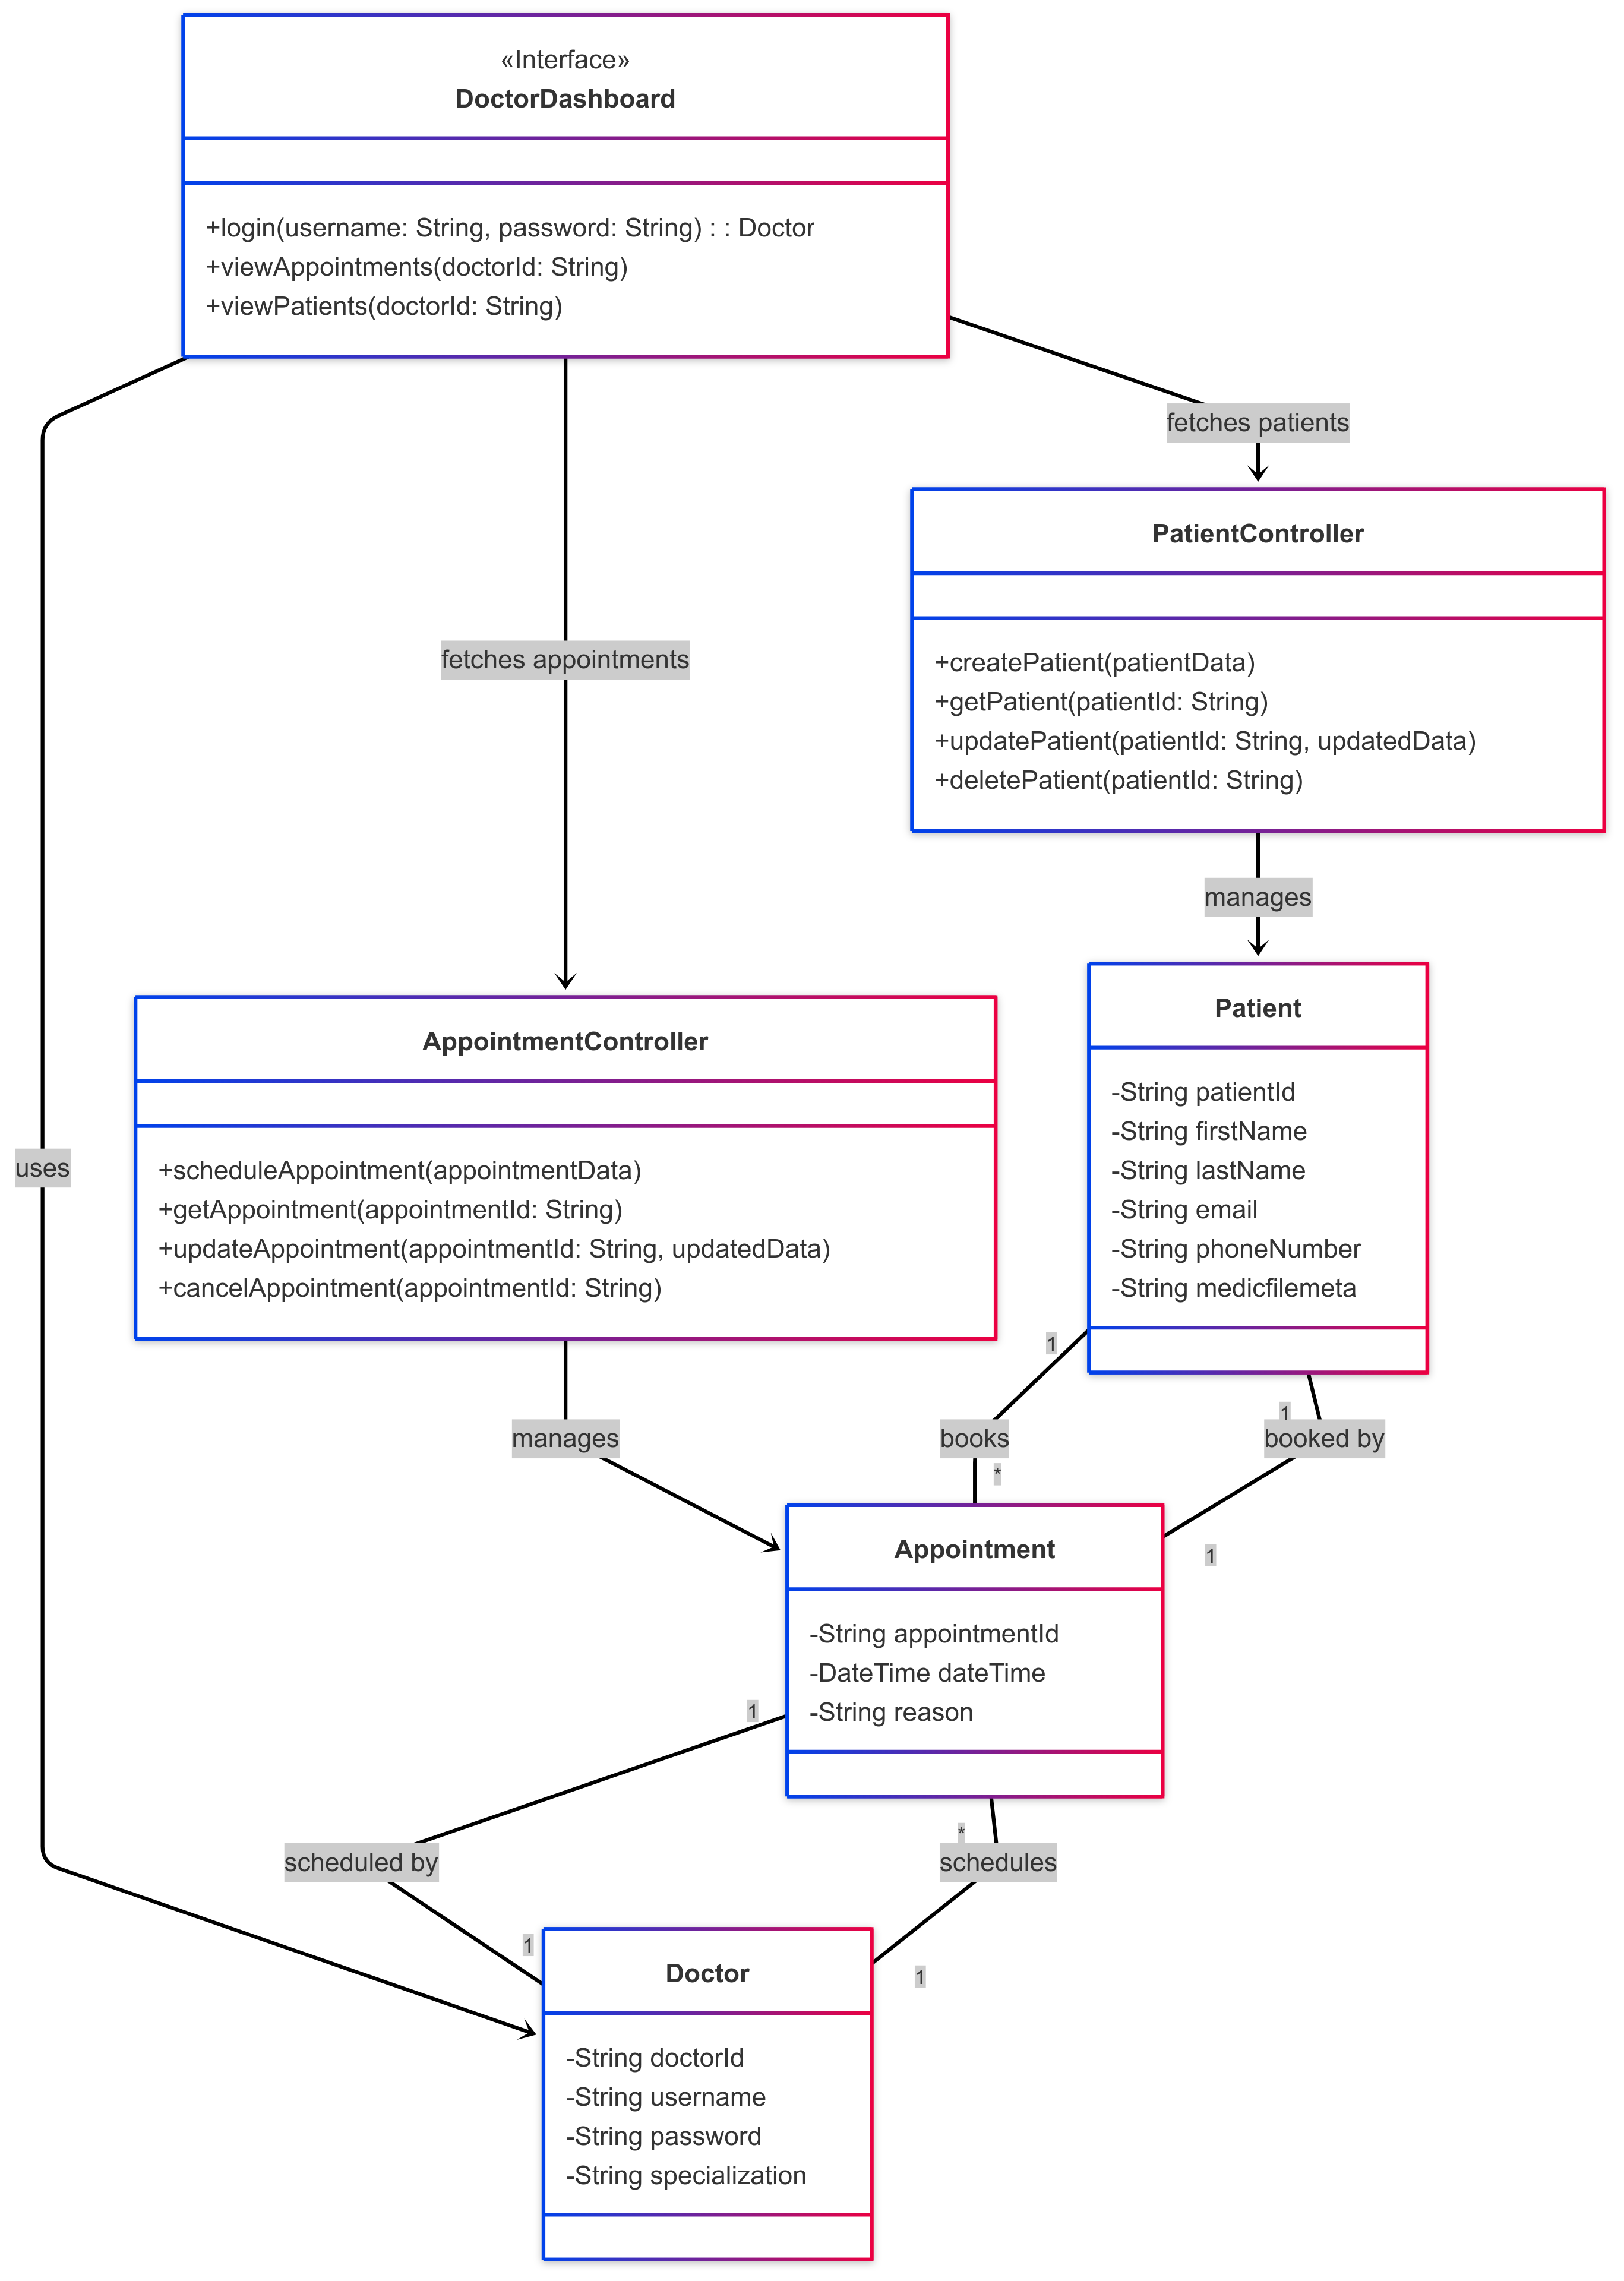 «Interface»
DoctorDashboard
+login(username: String, password: String) : : Doctor
+viewAppointments(doctorId: String)
+viewPatients(doctorId: String)
fetches patients
PatientController
+createPatient(patientData)
+getPatient(patientId: String)
+updatePatient(patientId: String, updatedData)
+deletePatient(patientId: String)
fetches appointments
manages
Patient
-String patientId
-String firstName
-String lastName
-String email
-String phoneNumber
-String medicfilemeta
AppointmentController
+scheduleAppointment(appointmentData)
+getAppointment(appointmentId: String)
+updateAppointment(appointmentId: String, updatedData)
+cancelAppointment(appointmentId: String)
uses
1
1
manages
books
booked by
*
1
Appointment
-String appointmentId
-DateTime dateTime
-String reason
1
*
scheduled by
schedules
1
1
Doctor
-String doctorId
-String username
-String password
-String specialization